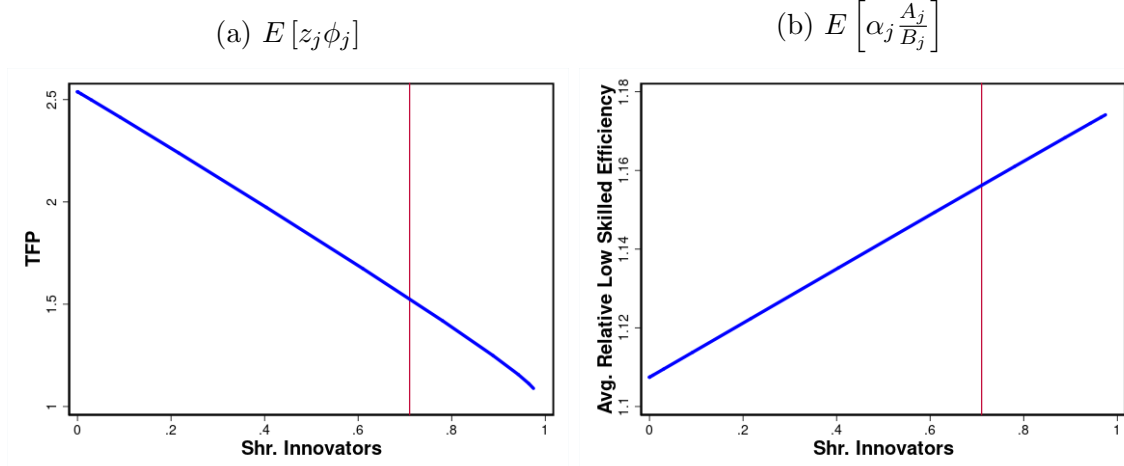 (a) E [z_j φ_j]
TFP
2.5
2
1.5
1
0 .2 .4 .6 .8 1
Shr. Innovators
(b) E [α_j A_j/B_j]
Avg. Relative Low Skilled Efficiency
1.18
1.16
1.14
1.12
1.1
0 .2 .4 .6 .8 1
Shr. Innovators